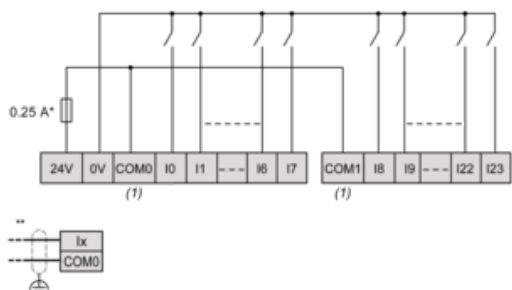 0.25 A*
24V 0V COM0 I0 I1 I6 I7 COM1 I8 I9 I22 I23
(1) (1)
**
Ix
COM0